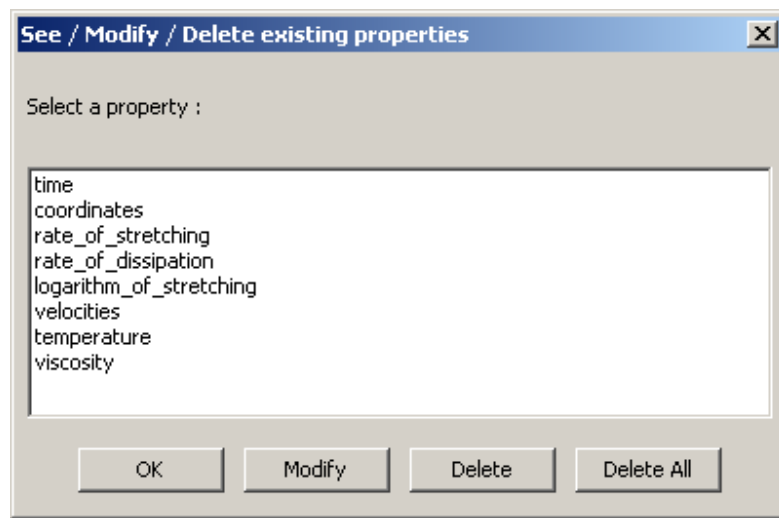 See / Modify / Delete existing properties
Select a property :
time
coordinates
rate_of_stretching
rate_of_dissipation
logarithm_of_stretching
velocities
temperature
viscosity
OK Modify Delete Delete All